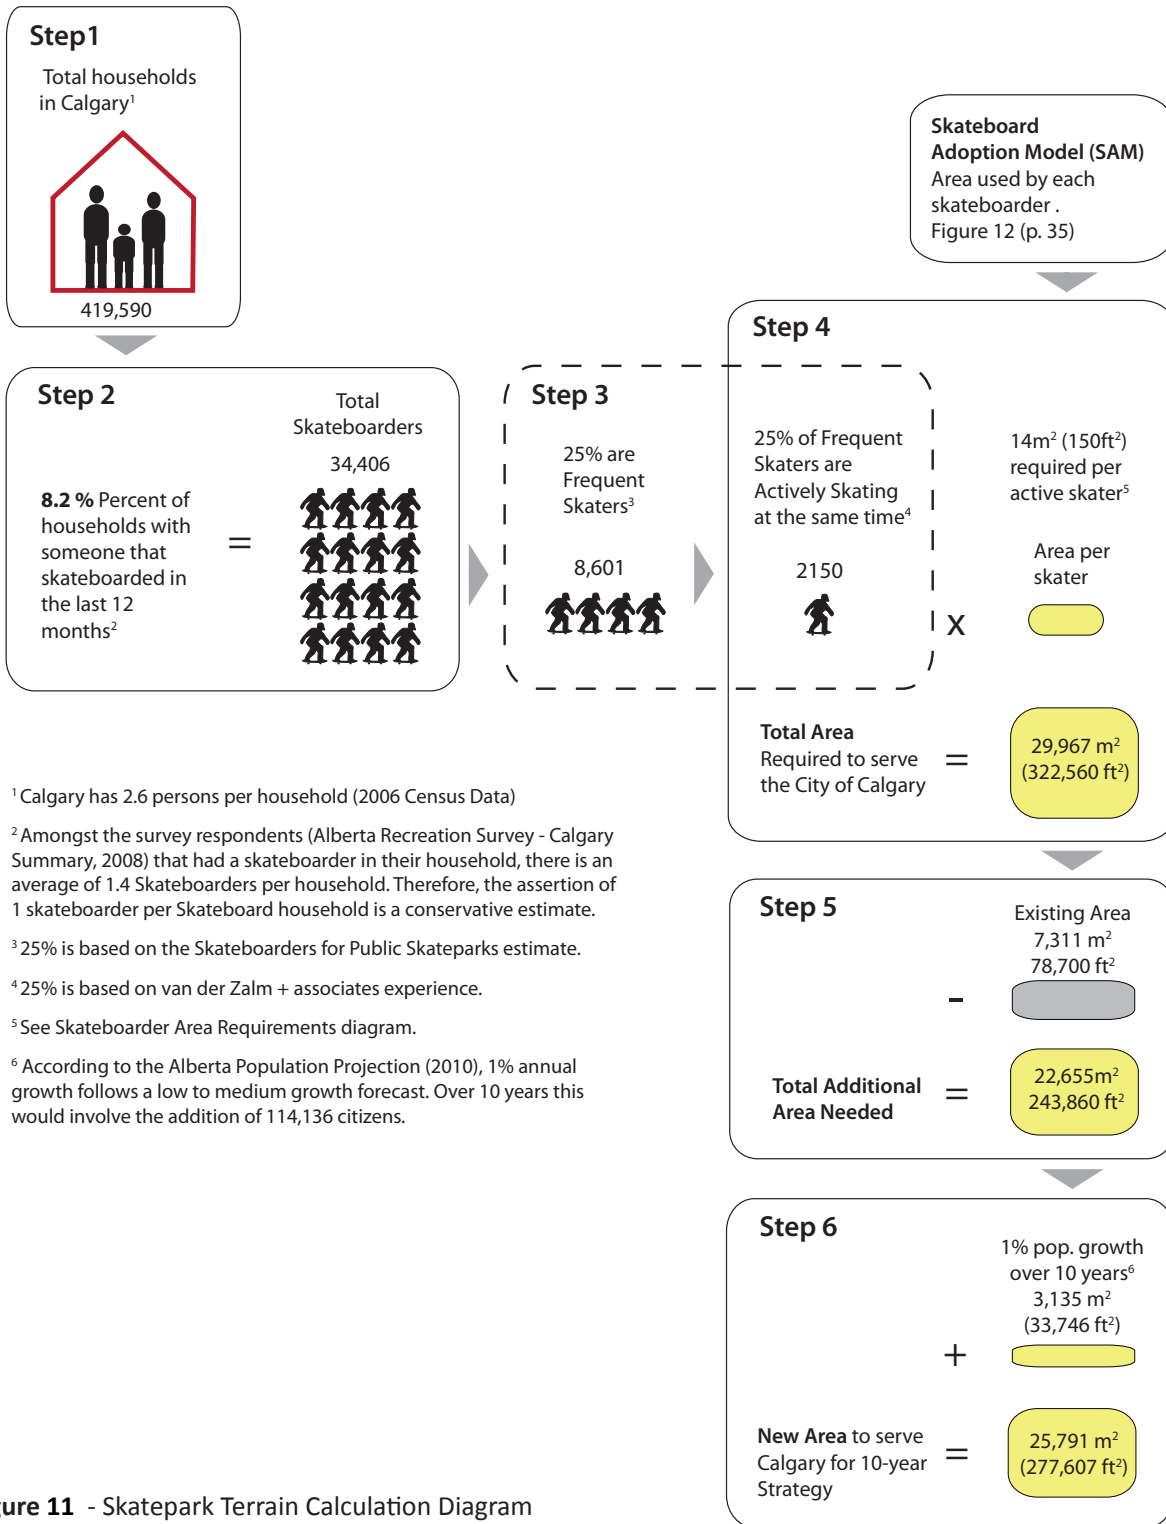 Step1
Total households
in Calgary¹
419,590
Skateboard
Adoption Model (SAM)
Area used by each
skateboarder .
Figure 12 (p. 35)
Step 2
8.2 % Percent of
households with
someone that
skateboarded in
the last 12
months²
=
Total
Skateboarders
34,406
Step 3
25% are
Frequent
Skaters³
8,601
Step 4
25% of Frequent
Skaters are
Actively Skating
at the same time⁴
2150
x
14m² (150ft²)
required per
active skater⁵
Area per
skater
Total Area
Required to serve
the City of Calgary
=
29,967 m²
(322,560 ft²)
Step 5
Existing Area
7,311 m²
78,700 ft²
-
Total Additional
Area Needed
=
22,655m²
243,860 ft²
Step 6
1% pop. growth
over 10 years⁶
3,135 m²
(33,746 ft²)
+
New Area to serve
Calgary for 10-year
Strategy
=
25,791 m²
(277,607 ft²)
¹ Calgary has 2.6 persons per household (2006 Census Data)
² Amongst the survey respondents (Alberta Recreation Survey - Calgary
Summary, 2008) that had a skateboarder in their household, there is an
average of 1.4 Skateboarders per household. Therefore, the assertion of
1 skateboarder per Skateboard household is a conservative estimate.
³ 25% is based on the Skateboarders for Public Skateparks estimate.
⁴ 25% is based on van der Zalm + associates experience.
⁵ See Skateboarder Area Requirements diagram.
⁶ According to the Alberta Population Projection (2010), 1% annual
growth follows a low to medium growth forecast. Over 10 years this
would involve the addition of 114,136 citizens.
gure 11 - Skatepark Terrain Calculation Diagram